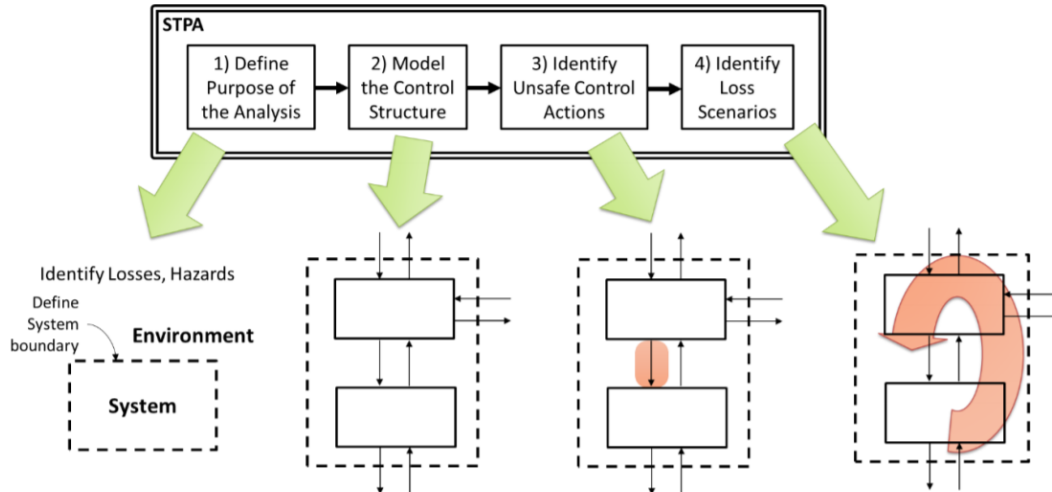 STPA
1) Define
Purpose of
the Analysis
2) Model
the Control
Structure
3) Identify
Unsafe Control
Actions
4) Identify
Loss
Scenarios
Identify Losses, Hazards
Define
System
boundary
Environment
System